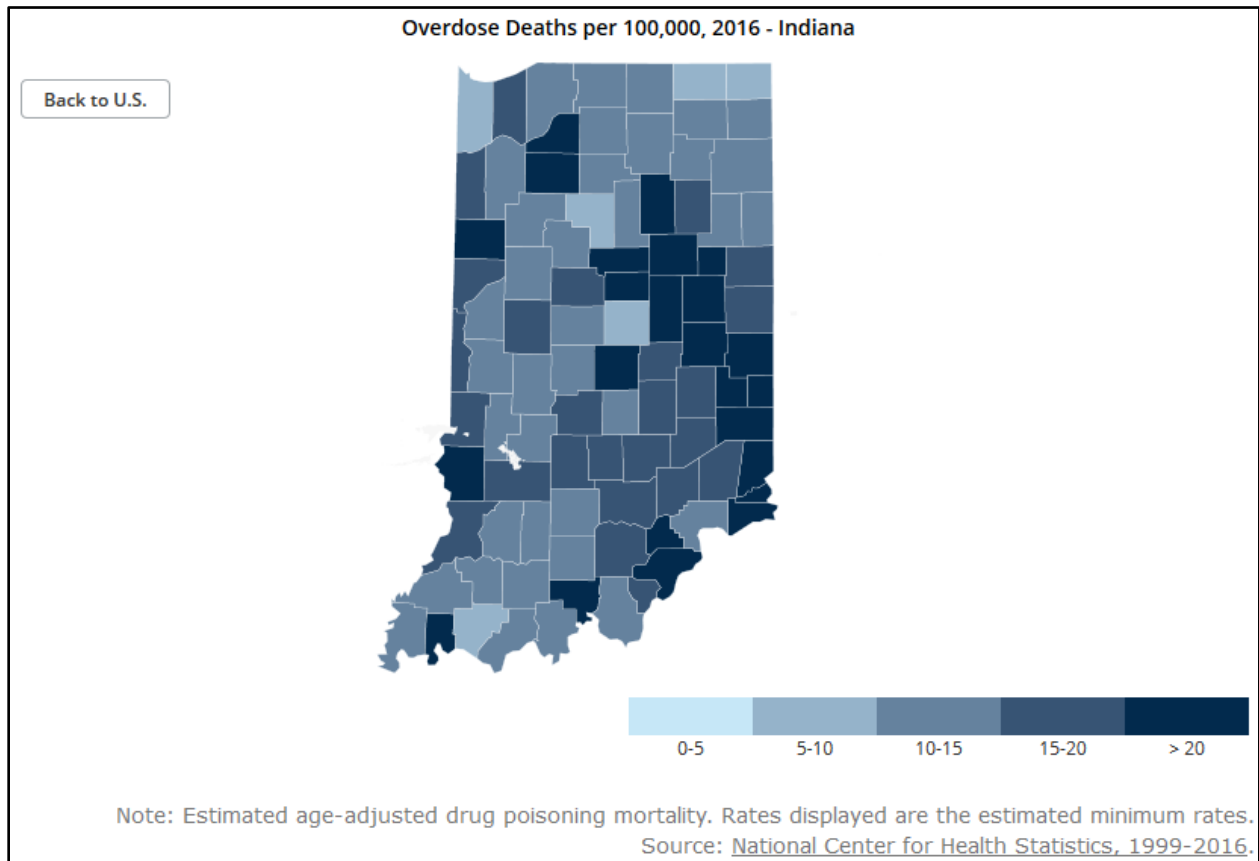 Overdose Deaths per 100,000, 2016 - Indiana
Back to U.S.
0-5 5-10 10-15 15-20 > 20
Note: Estimated age-adjusted drug poisoning mortality. Rates displayed are the estimated minimum rates.
Source: National Center for Health Statistics, 1999-2016.